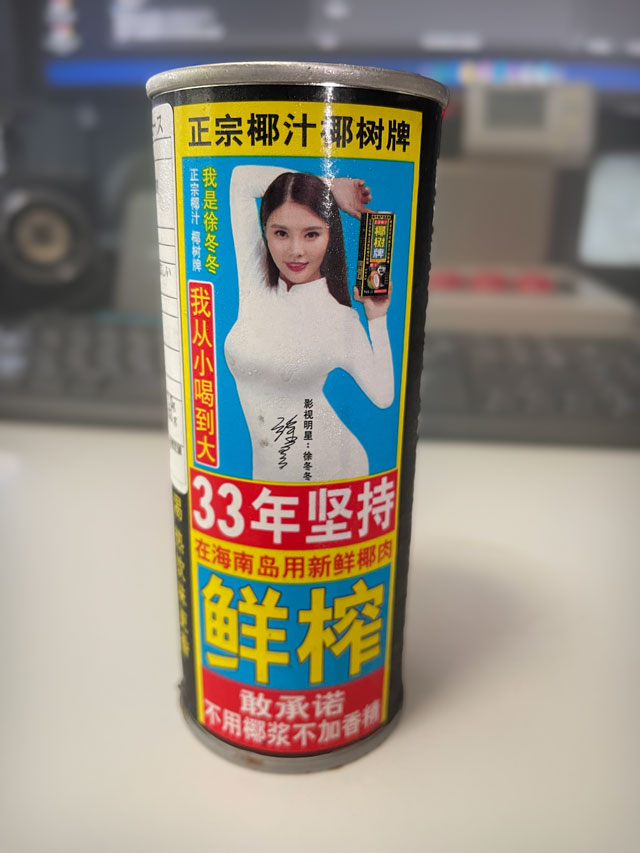 正宗椰汁椰树牌
我是徐冬冬
正宗椰汁 椰树牌
椰树牌
我从小喝到大
影视明星：徐冬冬
33年坚持
在海南岛用新鲜椰肉
鲜榨
敢承诺
不用椰浆不加香精